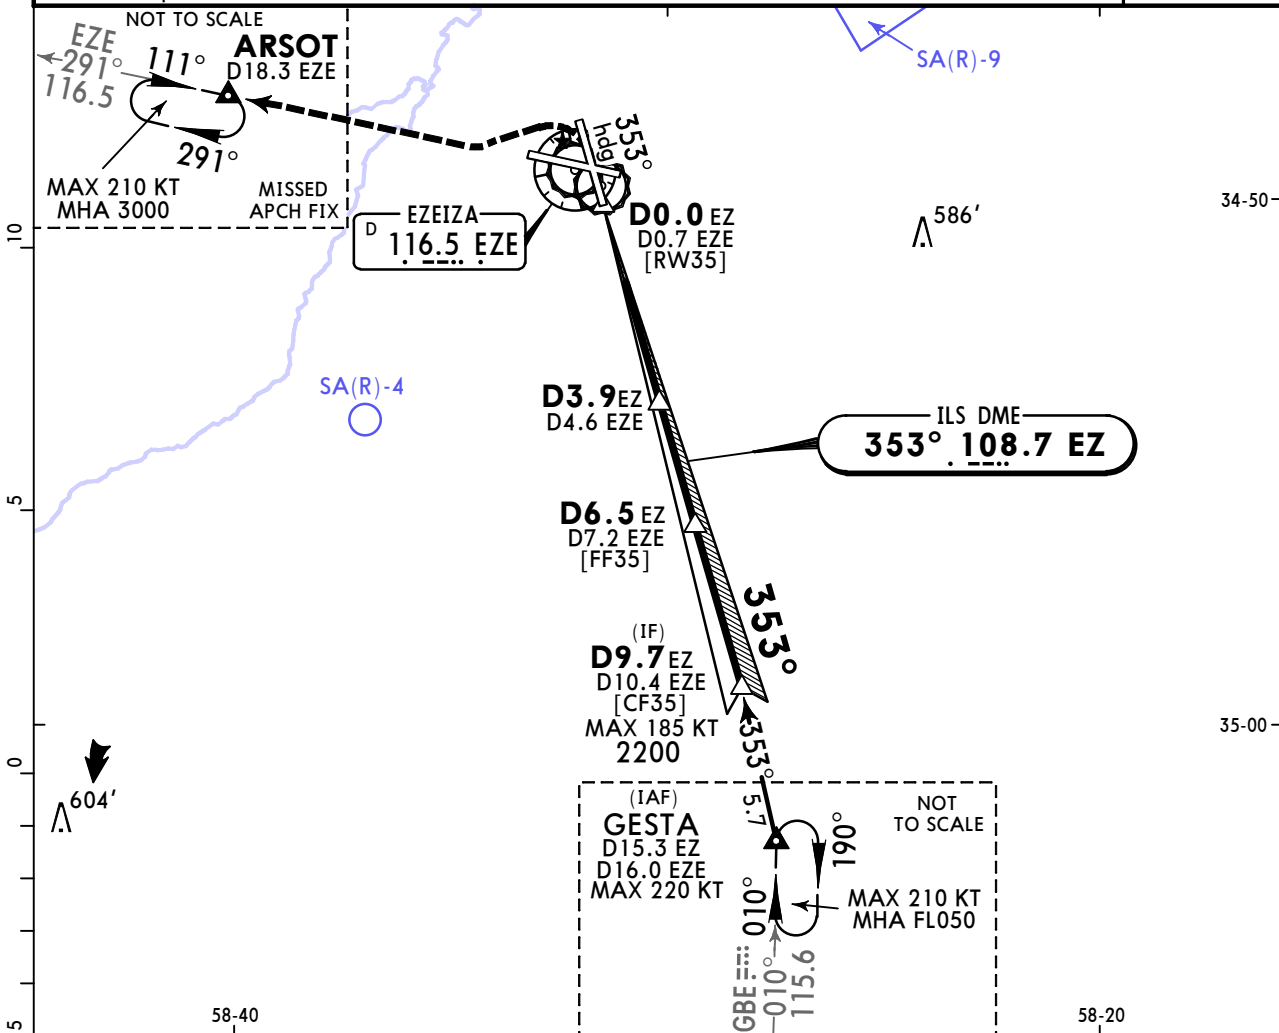 NOT TO SCALE
EZE
291°
116.5
111°
ARSOT
D18.3 EZE
291°
MAX 210 KT
MHA 3000
MISSED
APCH FIX
SA(R)-9
353°
hdg
EZEIZA
D
116.5 EZE
D0.0 EZ
D0.7 EZE
[RW35]
586'
34-50
10
SA(R)-4
D3.9 EZ
D4.6 EZE
ILS DME
353° 108.7 EZ
5
D6.5 EZ
D7.2 EZE
[FF35]
353°
(IF)
D9.7 EZ
D10.4 EZE
[CF35]
MAX 185 KT
2200
353°
5.7
35-00
0
604'
(IAF)
GESTA
D15.3 EZ
D16.0 EZE
MAX 220 KT
NOT
TO SCALE
190°
010°
MAX 210 KT
MHA FL050
GBE
010°
115.6
5
58-40
58-20